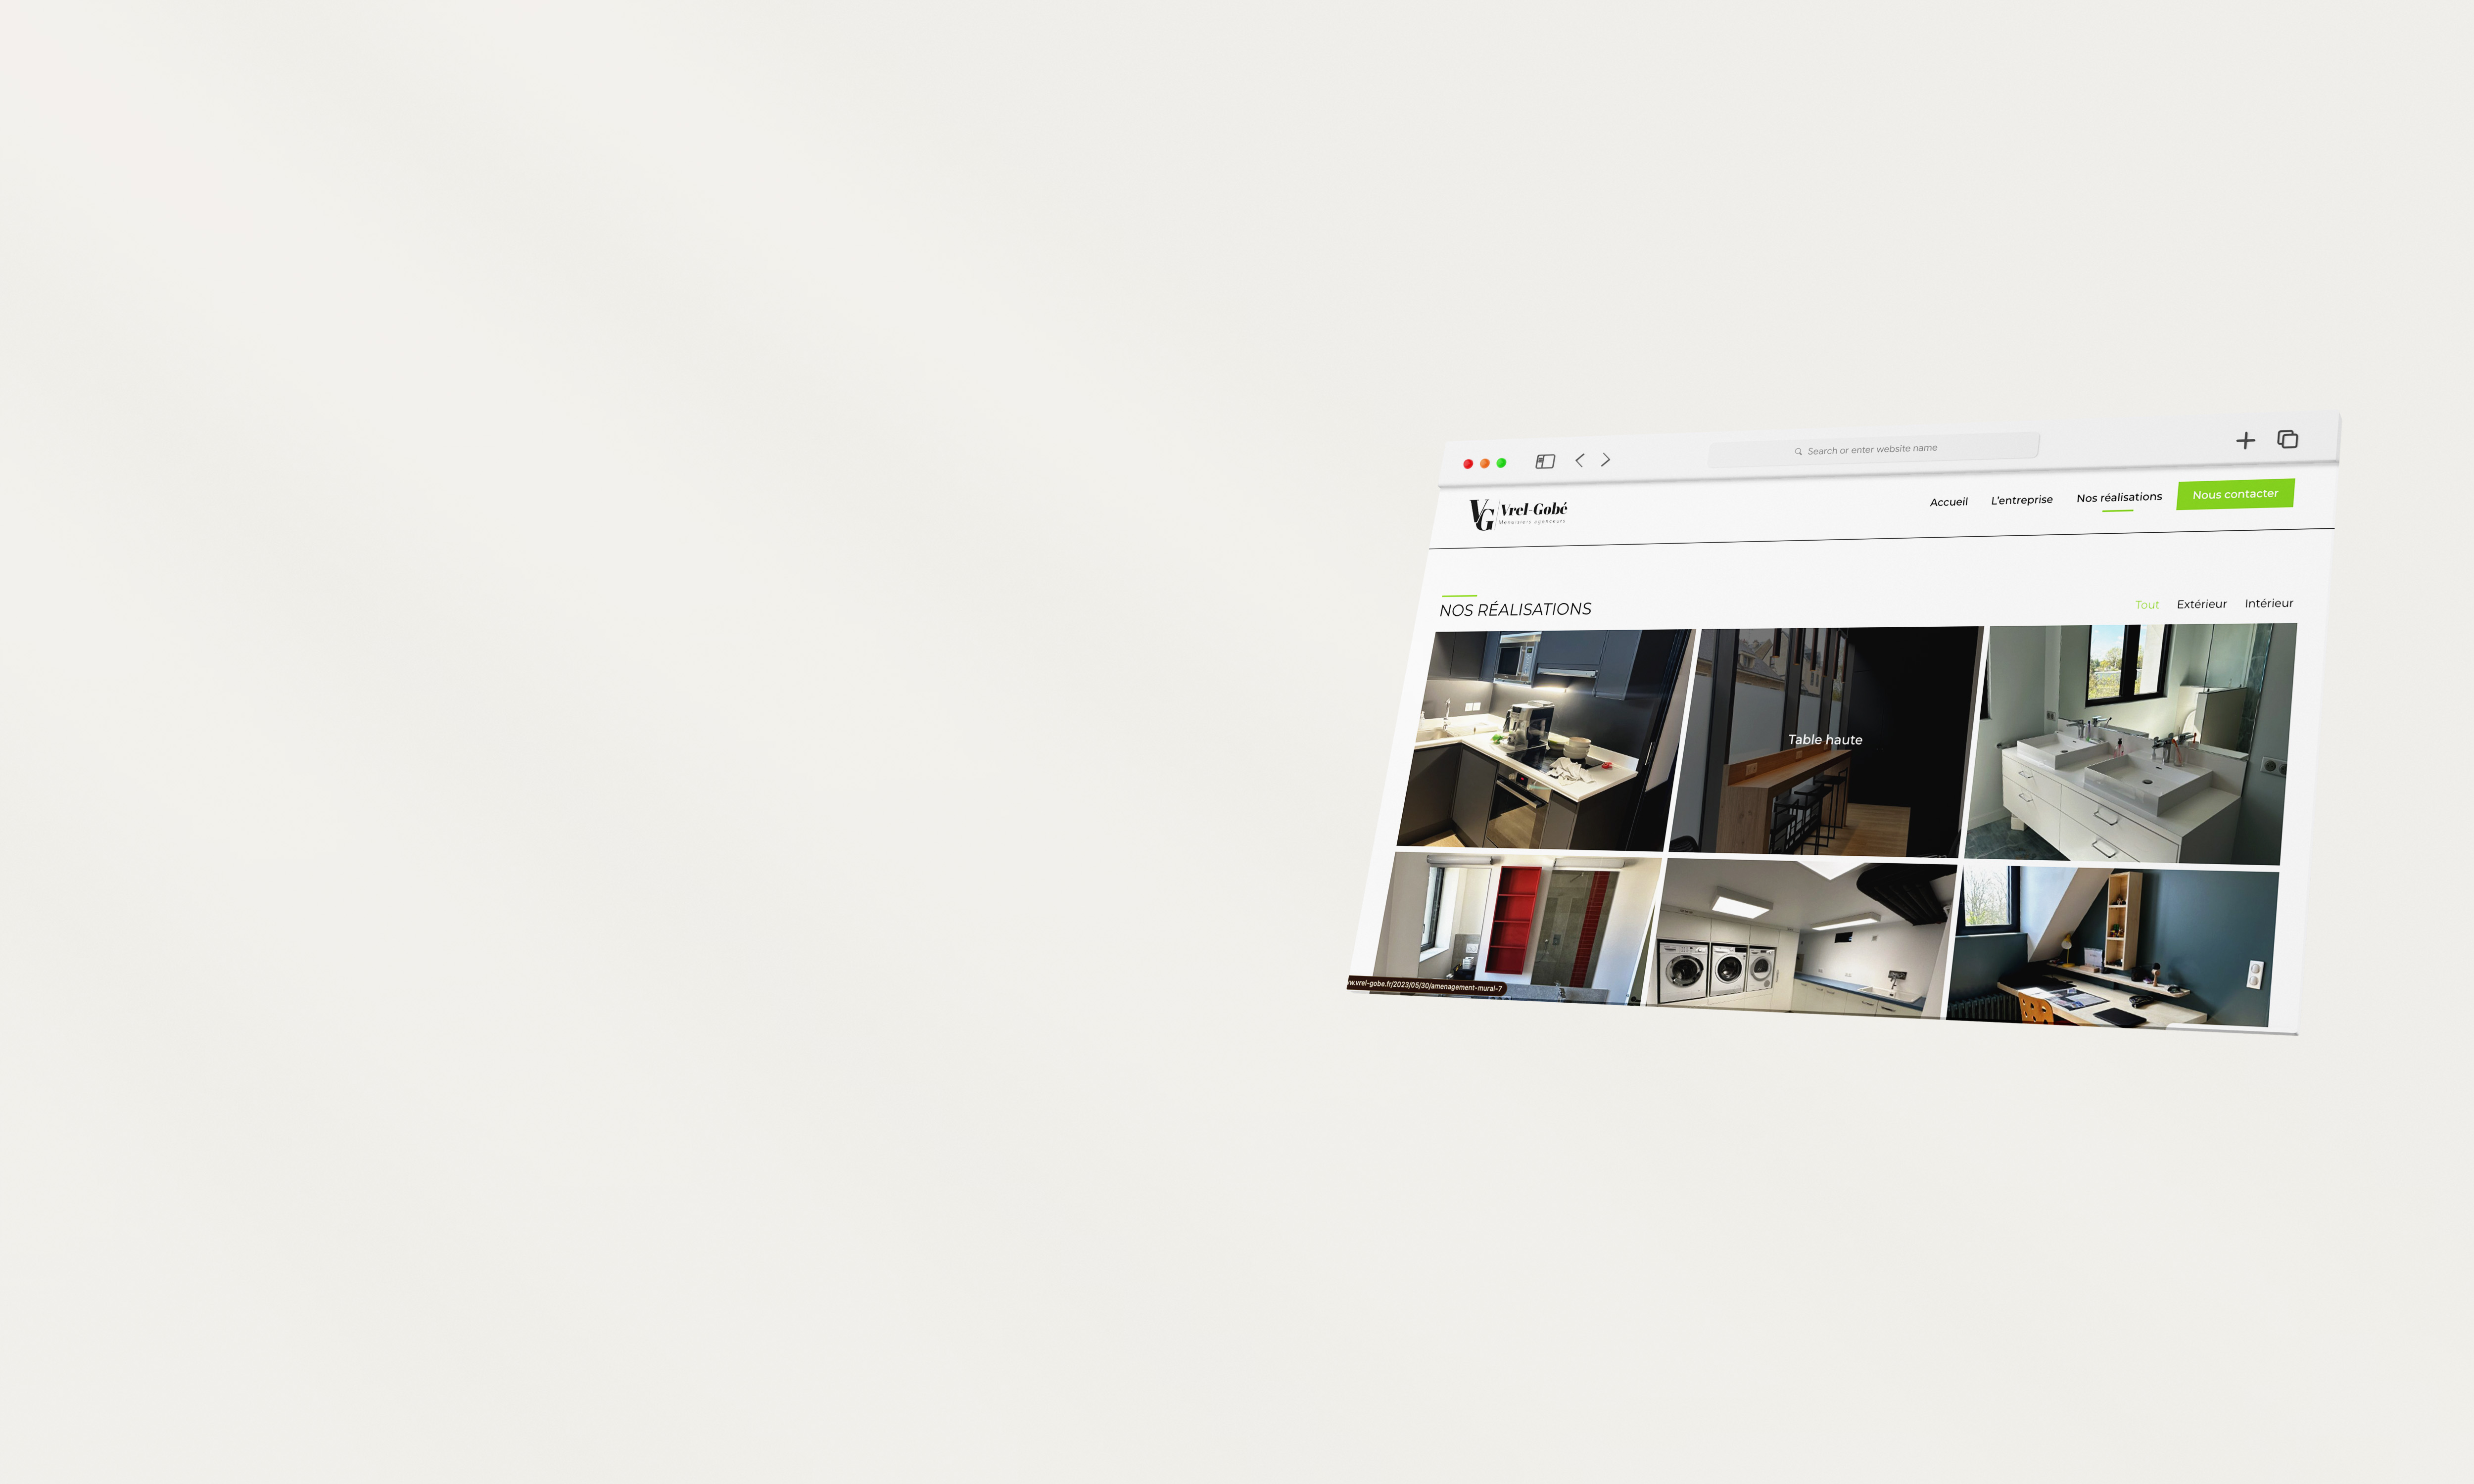 Search or enter website name
VG Vrel-Gobé
Menuisiers agenceurs
Accueil L'entreprise Nos réalisations Nous contacter
NOS RÉALISATIONS
Tout Extérieur Intérieur
Table haute
w.vrel-gobe.fr/2023/05/30/amenagement-mural-7